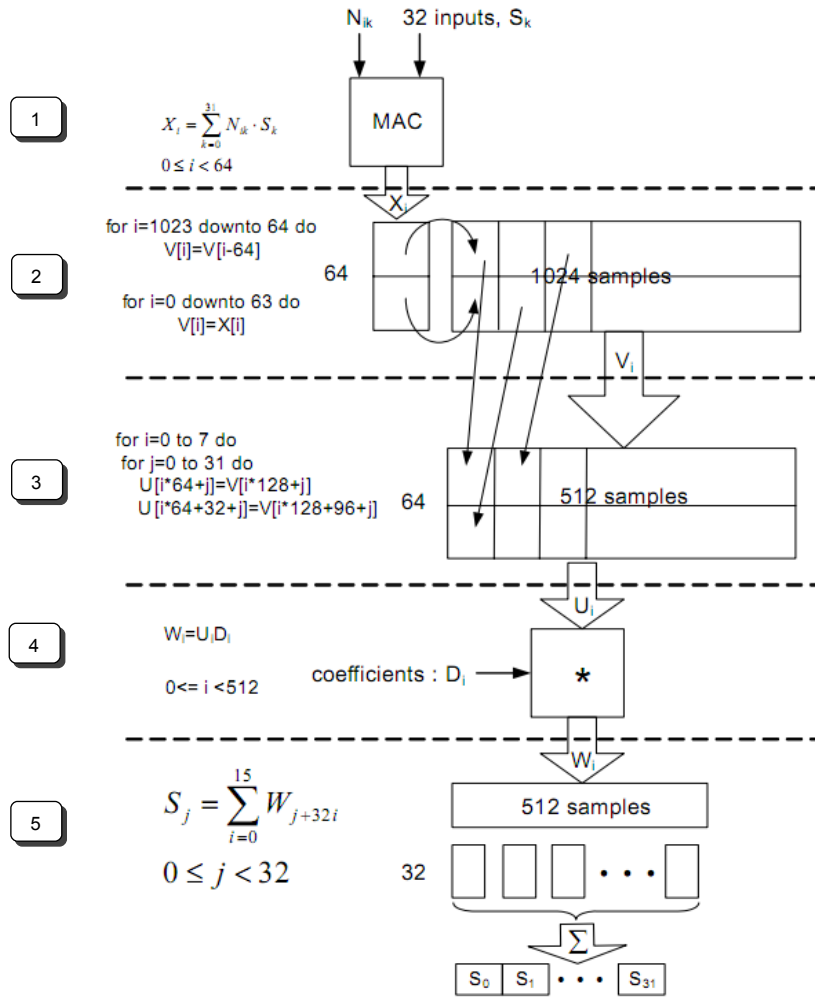 N_ik 32 inputs, S_k
1
X_i = \sum_{k=0}^{31} N_ik · S_k
MAC
0 ≤ i < 64
X_i
for i=1023 downto 64 do
V[i]=V[i-64]
2
64
1024 samples
for i=0 downto 63 do
V[i]=X[i]
V_i
for i=0 to 7 do
for j=0 to 31 do
3
U[i*64+j]=V[i*128+j]
U[i*64+32+j]=V[i*128+96+j]
64
512 samples
U_i
4
W_i=U_iD_i
coefficients : D_i
*
0<= i <512
W_i
5
S_j = \sum_{i=0}^{15} W_{j+32i}
512 samples
0 ≤ j < 32
32
• • •
Σ
S_0 S_1 • • • S_31